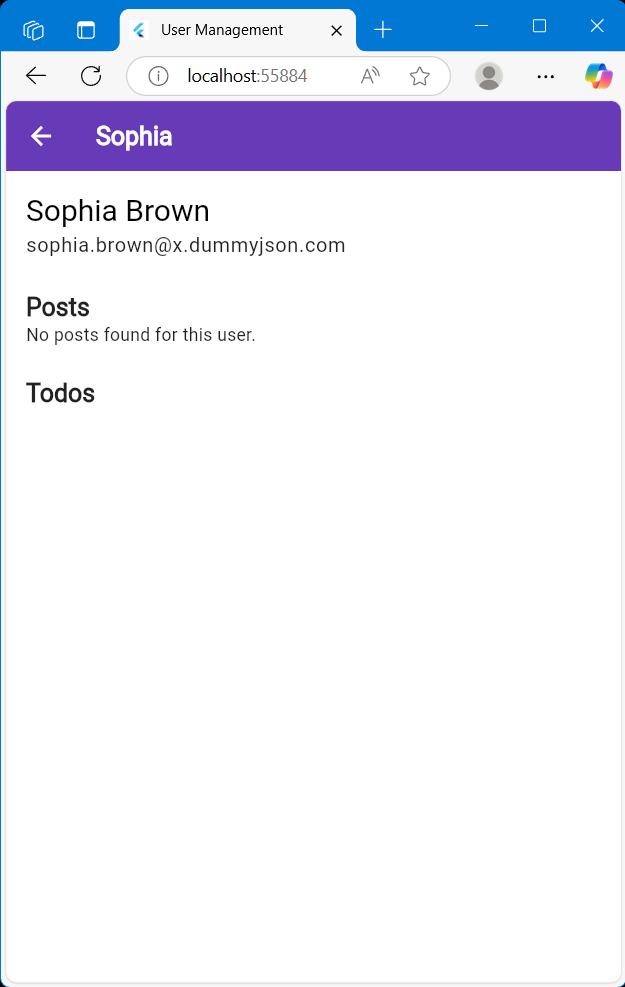 User Management
localhost:55884
Sophia
Sophia Brown
sophia.brown@x.dummyjson.com
Posts
No posts found for this user.
Todos